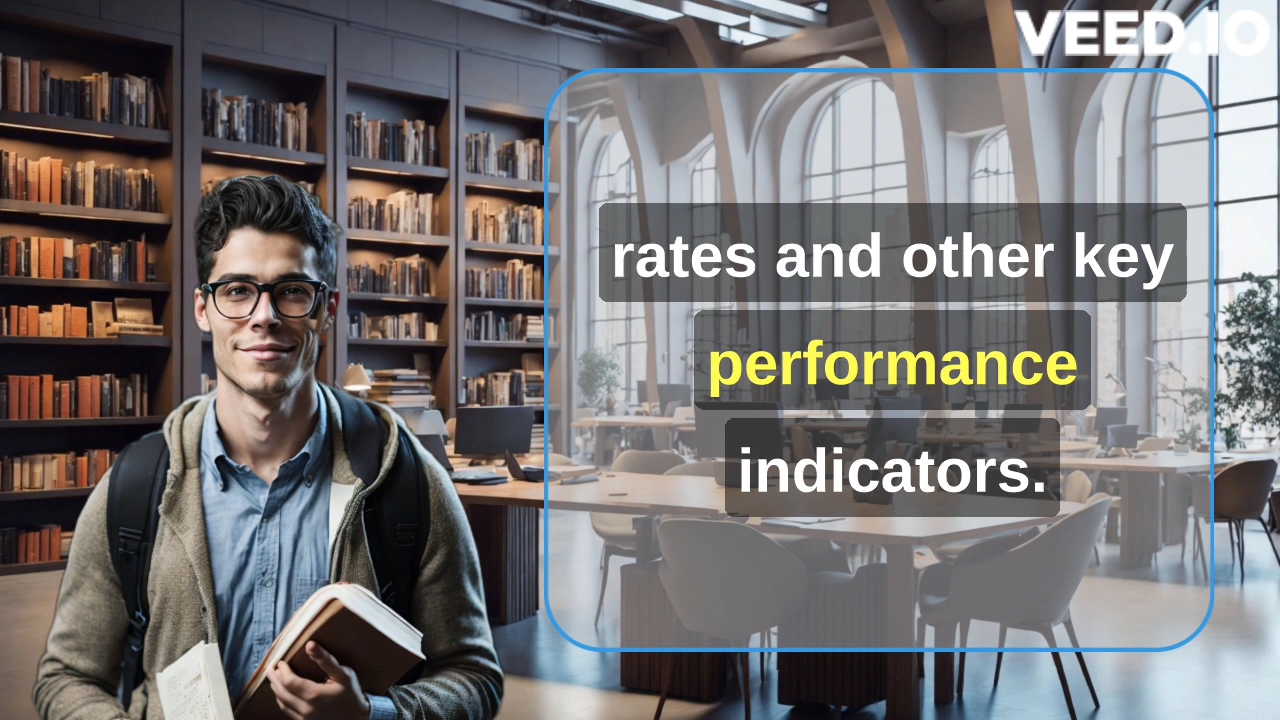 VEED.IO
rates and other key
performance
indicators.